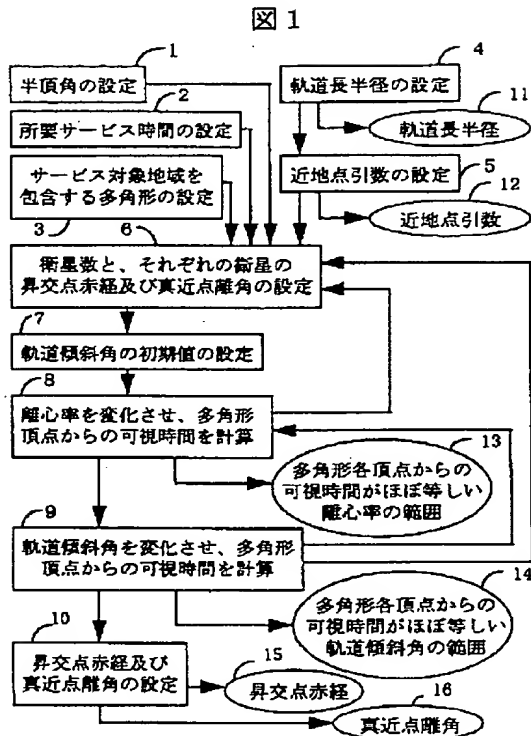 図1
1
半頂角の設定
2
所要サービス時間の設定
サービス対象地域を
包含する多角形の設定
3
4
軌道長半径の設定
11
軌道長半径
近地点引数の設定
5
12
近地点引数
6
衛星数と、それぞれの衛星の
昇交点赤経及び真近点離角の設定
7
軌道傾斜角の初期値の設定
8
離心率を変化させ、多角形
頂点からの可視時間を計算
13
多角形各頂点からの
可視時間がほぼ等しい
離心率の範囲
9
軌道傾斜角を変化させ、多角形
頂点からの可視時間を計算
14
多角形各頂点からの
可視時間がほぼ等しい
軌道傾斜角の範囲
10
昇交点赤経及び
真近点離角の設定
15
昇交点赤経
16
真近点離角